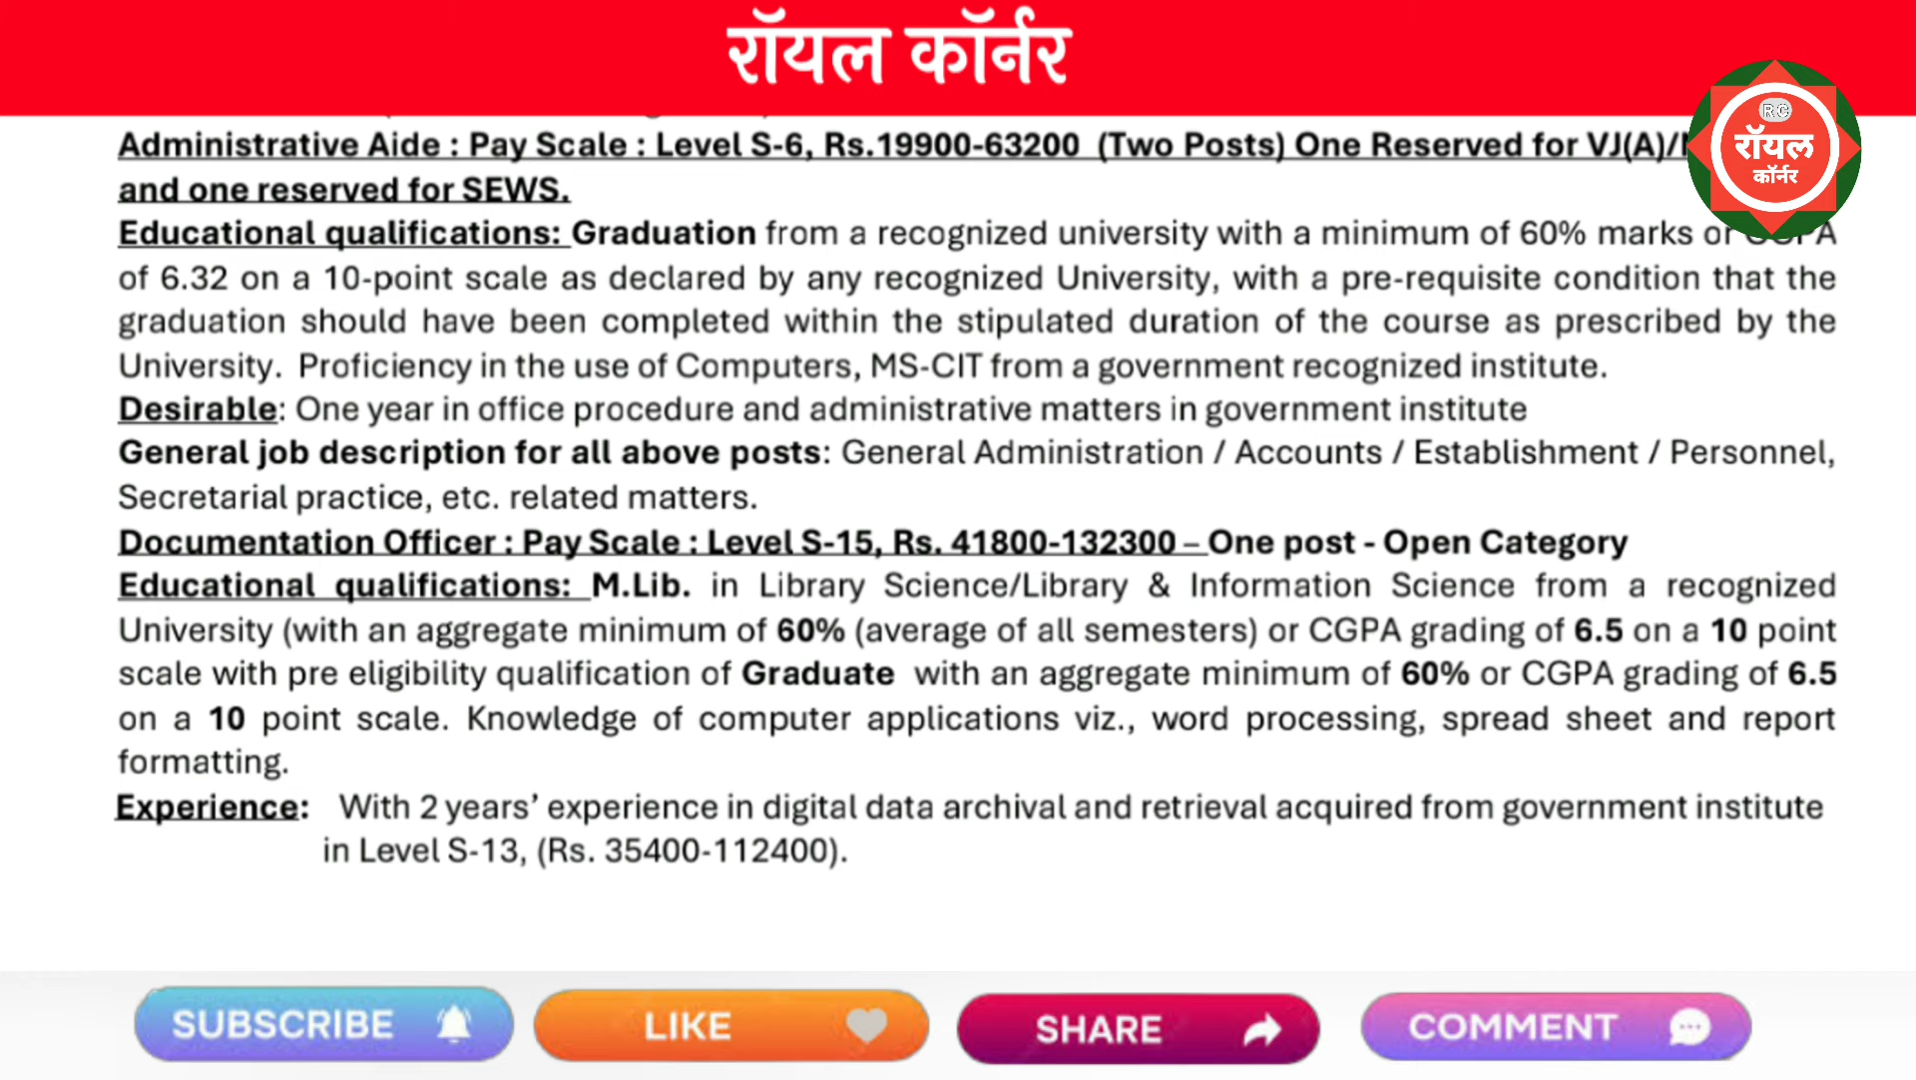 रॉयल कॉर्नर
RC
रॉयल
कॉर्नर
Administrative Aide : Pay Scale : Level S-6, Rs.19900-63200 (Two Posts) One Reserved for VJ(A)/
and one reserved for SEWS.
Educational qualifications: Graduation from a recognized university with a minimum of 60% marks or CGPA
of 6.32 on a 10-point scale as declared by any recognized University, with a pre-requisite condition that the
graduation should have been completed within the stipulated duration of the course as prescribed by the
University. Proficiency in the use of Computers, MS-CIT from a government recognized institute.
Desirable: One year in office procedure and administrative matters in government institute
General job description for all above posts: General Administration / Accounts / Establishment / Personnel,
Secretarial practice, etc. related matters.
Documentation Officer : Pay Scale : Level S-15, Rs. 41800-132300 – One post - Open Category
Educational qualifications: M.Lib. in Library Science/Library & Information Science from a recognized
University (with an aggregate minimum of 60% (average of all semesters) or CGPA grading of 6.5 on a 10 point
scale with pre eligibility qualification of Graduate with an aggregate minimum of 60% or CGPA grading of 6.5
on a 10 point scale. Knowledge of computer applications viz., word processing, spread sheet and report
formatting.
Experience: With 2 years’ experience in digital data archival and retrieval acquired from government institute
in Level S-13, (Rs. 35400-112400).
SUBSCRIBE
LIKE
SHARE
COMMENT